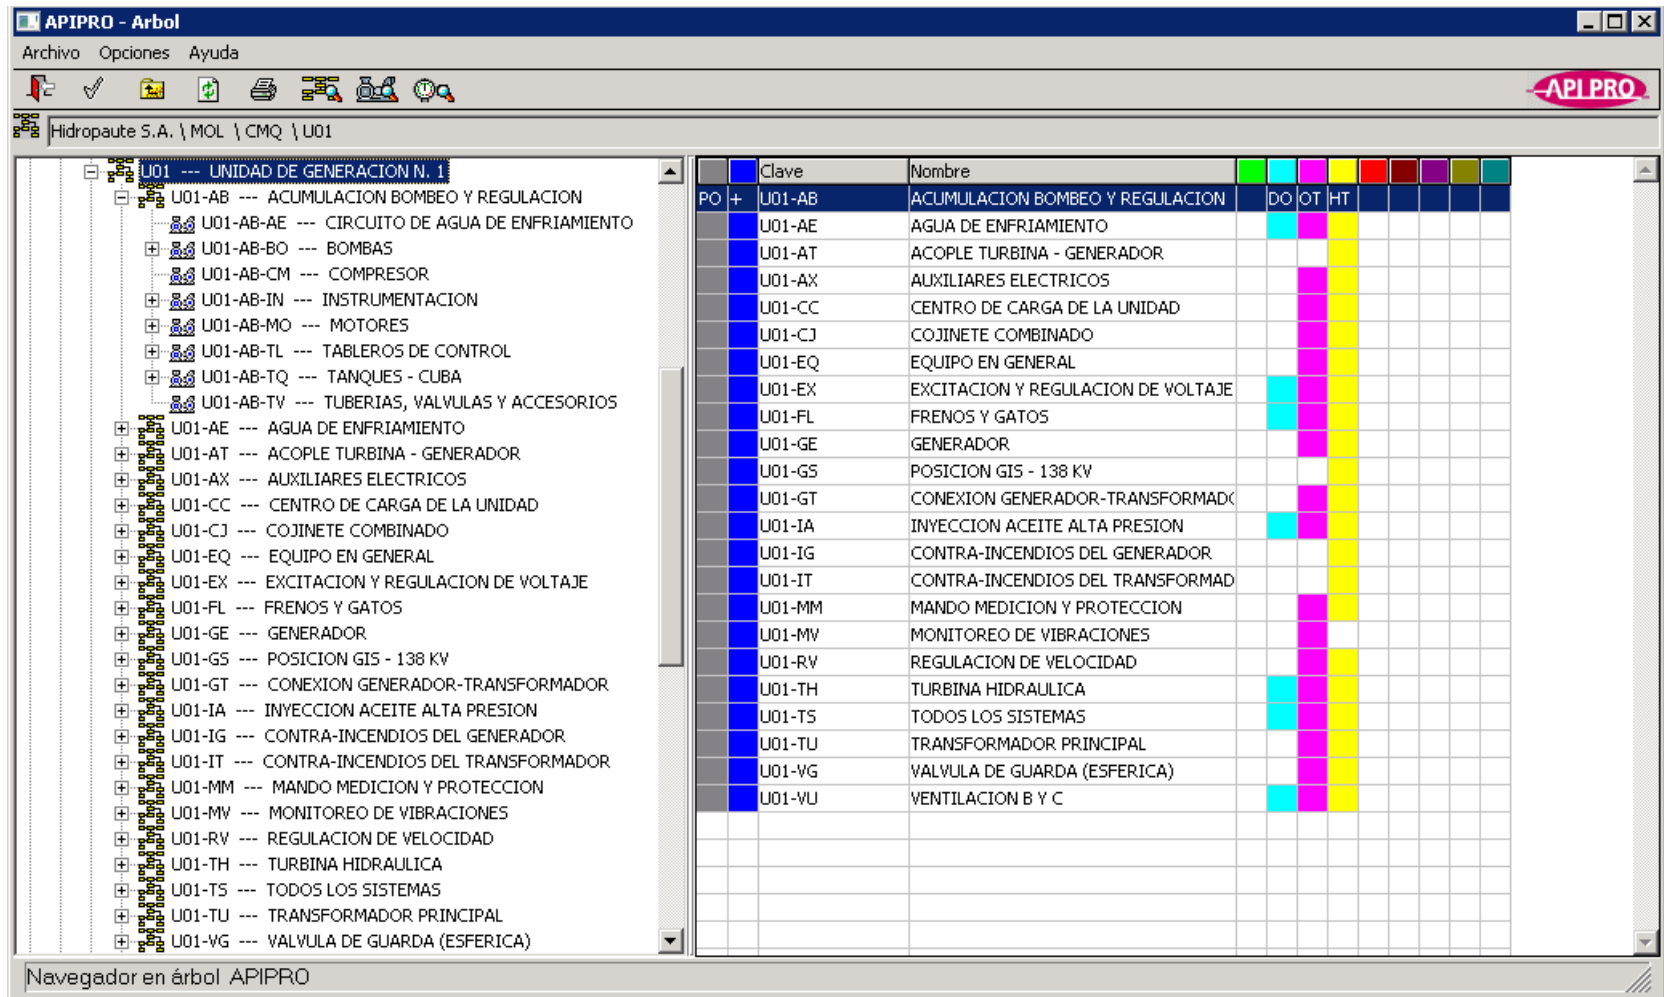 APIPRO - Arbol
Archivo Opciones Ayuda
API PRO
Hidropaute S.A. \ MOL \ CMQ \ U01
U01 --- UNIDAD DE GENERACION N. 1
U01-AB --- ACUMULACION BOMBEO Y REGULACION
U01-AB-AE --- CIRCUITO DE AGUA DE ENFRIAMIENTO
U01-AB-BO --- BOMBAS
U01-AB-CM --- COMPRESOR
U01-AB-IN --- INSTRUMENTACION
U01-AB-MO --- MOTORES
U01-AB-TL --- TABLEROS DE CONTROL
U01-AB-TQ --- TANQUES - CUBA
U01-AB-TV --- TUBERIAS, VALVULAS Y ACCESORIOS
U01-AE --- AGUA DE ENFRIAMIENTO
U01-AT --- ACOPLE TURBINA - GENERADOR
U01-AX --- AUXILIARES ELECTRICOS
U01-CC --- CENTRO DE CARGA DE LA UNIDAD
U01-CJ --- COJINETE COMBINADO
U01-EQ --- EQUIPO EN GENERAL
U01-EX --- EXCITACION Y REGULACION DE VOLTAJE
U01-FL --- FRENOS Y GATOS
U01-GE --- GENERADOR
U01-GS --- POSICION GIS - 138 KV
U01-GT --- CONEXION GENERADOR-TRANSFORMADOR
U01-IA --- INYECCION ACEITE ALTA PRESION
U01-IG --- CONTRA-INCENDIOS DEL GENERADOR
U01-IT --- CONTRA-INCENDIOS DEL TRANSFORMADOR
U01-MM --- MANDO MEDICION Y PROTECCION
U01-MV --- MONITOREO DE VIBRACIONES
U01-RV --- REGULACION DE VELOCIDAD
U01-TH --- TURBINA HIDRAULICA
U01-TS --- TODOS LOS SISTEMAS
U01-TU --- TRANSFORMADOR PRINCIPAL
U01-VG --- VALVULA DE GUARDA (ESFERICA)
Clave Nombre
PO + U01-AB ACUMULACION BOMBEO Y REGULACION DO OT HT
U01-AE AGUA DE ENFRIAMIENTO
U01-AT ACOPLE TURBINA - GENERADOR
U01-AX AUXILIARES ELECTRICOS
U01-CC CENTRO DE CARGA DE LA UNIDAD
U01-CJ COJINETE COMBINADO
U01-EQ EQUIPO EN GENERAL
U01-EX EXCITACION Y REGULACION DE VOLTAJE
U01-FL FRENOS Y GATOS
U01-GE GENERADOR
U01-GS POSICION GIS - 138 KV
U01-GT CONEXION GENERADOR-TRANSFORMADO
U01-IA INYECCION ACEITE ALTA PRESION
U01-IG CONTRA-INCENDIOS DEL GENERADOR
U01-IT CONTRA-INCENDIOS DEL TRANSFORMAD
U01-MM MANDO MEDICION Y PROTECCION
U01-MV MONITOREO DE VIBRACIONES
U01-RV REGULACION DE VELOCIDAD
U01-TH TURBINA HIDRAULICA
U01-TS TODOS LOS SISTEMAS
U01-TU TRANSFORMADOR PRINCIPAL
U01-VG VALVULA DE GUARDA (ESFERICA)
U01-VU VENTILACION B Y C
Navegador en árbol APIPRO